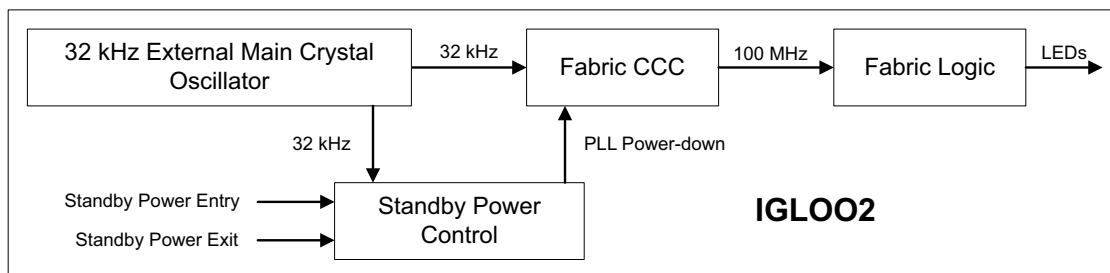 32 kHz External Main Crystal
Oscillator
32 kHz
Fabric CCC
100 MHz
Fabric Logic
LEDs
32 kHz
PLL Power-down
Standby Power Entry
Standby Power Exit
Standby Power
Control
IGLOO2